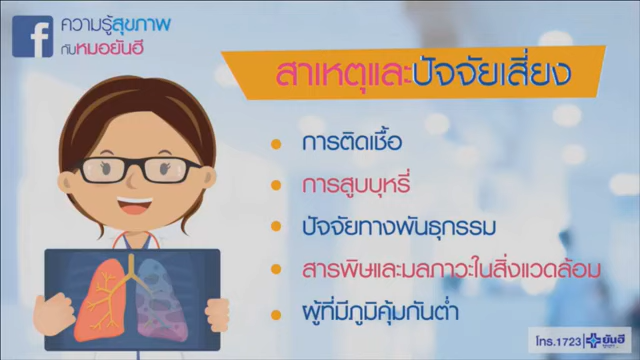 ความรู้สุขภาพ
กับหมอยันฮี
สาเหตุและปัจจัยเสี่ยง
การติดเชื้อ
การสูบบุหรี่
ปัจจัยทางพันธุกรรม
สารพิษและมลภาวะในสิ่งแวดล้อม
ผู้ที่มีภูมิคุ้มกันต่ำ
โทร.1723 ยันฮี